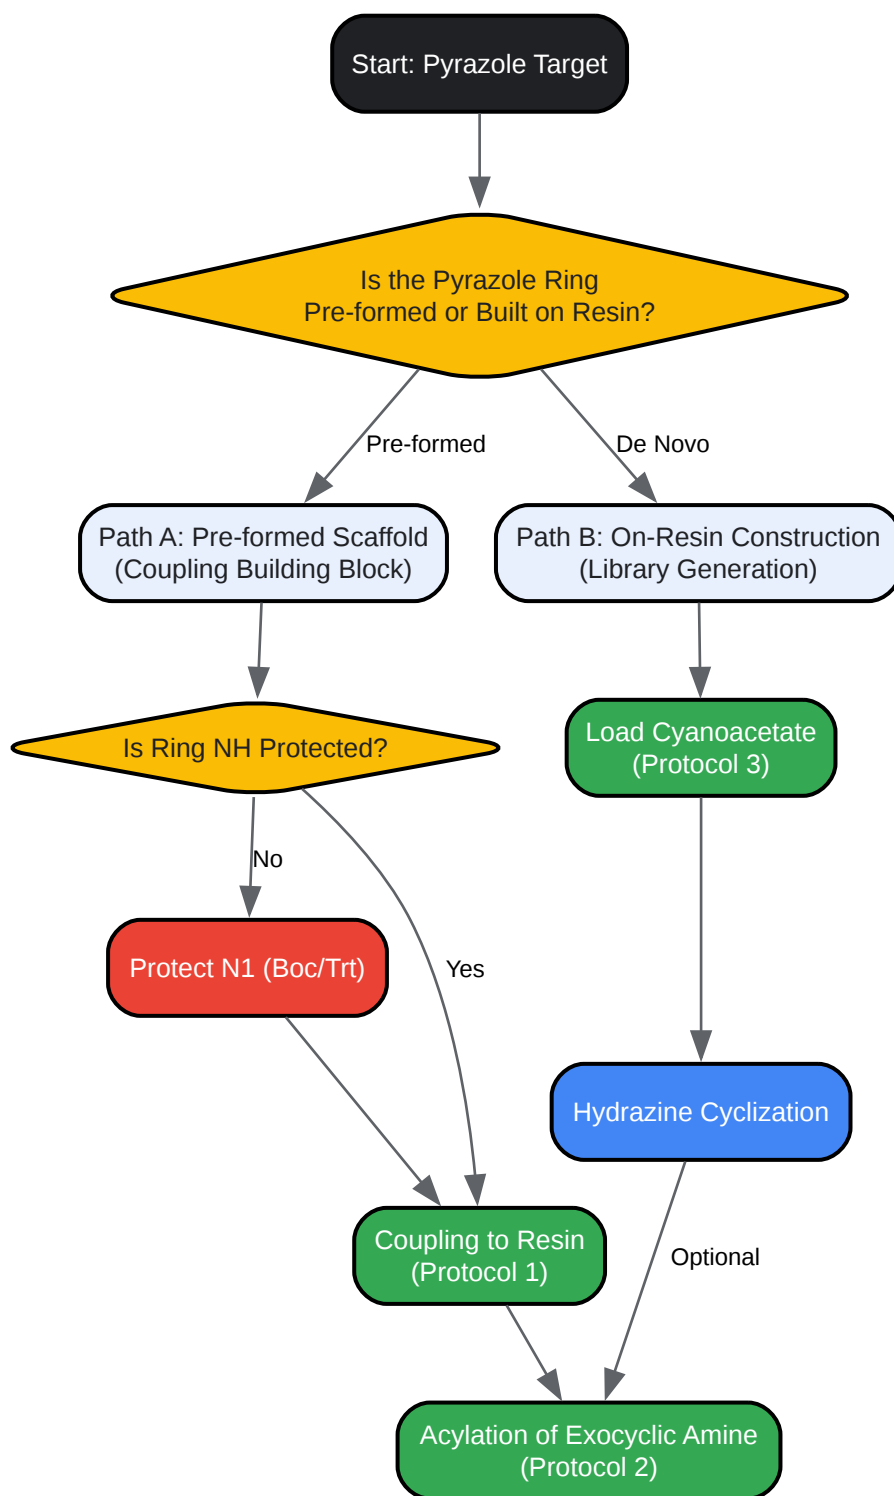 Start: Pyrazole Target
Is the Pyrazole Ring
Pre-formed or Built on Resin?
Pre-formed
De Novo
Path A: Pre-formed Scaffold
(Coupling Building Block)
Path B: On-Resin Construction
(Library Generation)
Is Ring NH Protected?
Load Cyanoacetate
(Protocol 3)
No
Protect N1 (Boc/Trt)
Yes
Hydrazine Cyclization
Coupling to Resin
(Protocol 1)
Optional
Acylation of Exocyclic Amine
(Protocol 2)